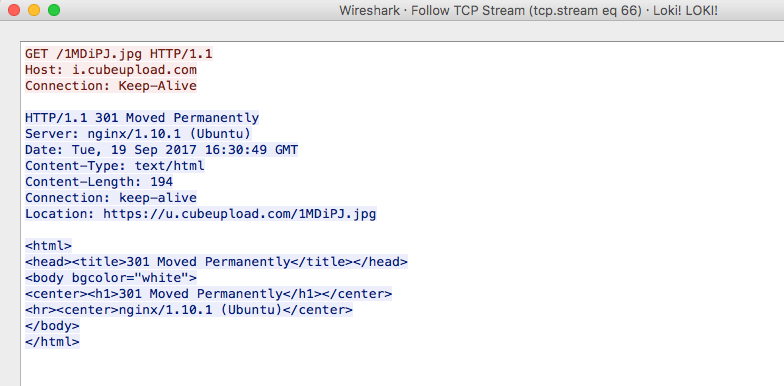 Wireshark · Follow TCP Stream (tcp.stream eq 66) · Loki! LOKI!
GET /1MDiPJ.jpg HTTP/1.1
Host: i.cubeupload.com
Connection: Keep-Alive
HTTP/1.1 301 Moved Permanently
Server: nginx/1.10.1 (Ubuntu)
Date: Tue, 19 Sep 2017 16:30:49 GMT
Content-Type: text/html
Content-Length: 194
Connection: keep-alive
Location: https://u.cubeupload.com/1MDiPJ.jpg
<html>
<head><title>301 Moved Permanently</title></head>
<body bgcolor="white">
<center><h1>301 Moved Permanently</h1></center>
<hr><center>nginx/1.10.1 (Ubuntu)</center>
</body>
</html>